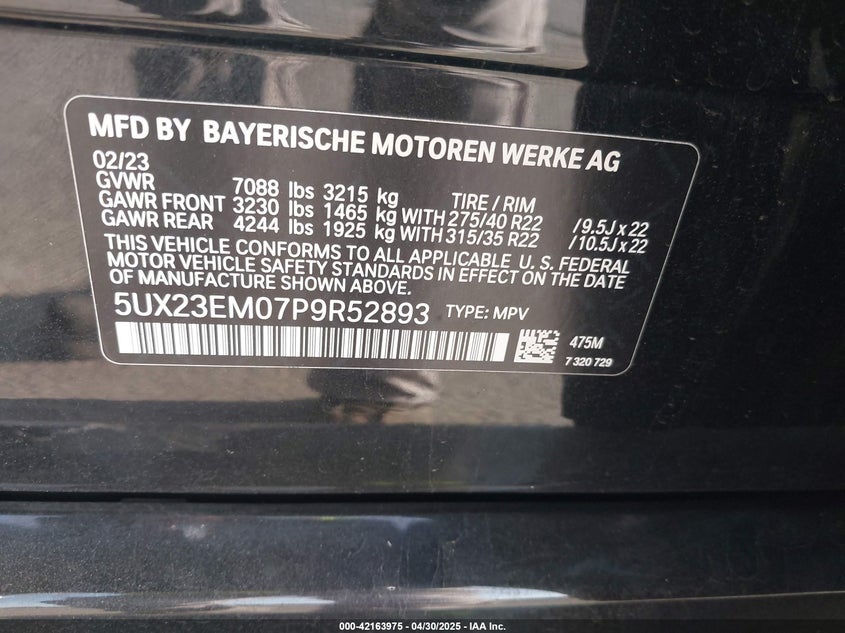 MFD BY BAYERISCHE MOTOREN WERKE AG
02/23
GVWR 7088 lbs 3215 kg TIRE / RIM
GAWR FRONT 3230 lbs 1465 kg WITH 275/40 R22 /9.5J x 22
GAWR REAR 4244 lbs 1925 kg WITH 315/35 R22 /10.5J x 22
THIS VEHICLE CONFORMS TO ALL APPLICABLE U. S. FEDERAL
MOTOR VEHICLE SAFETY STANDARDS IN EFFECT ON THE DATE
OF MANUFACTURE SHOWN ABOVE.
5UX23EM07P9R52893 TYPE: MPV
475M
7 320 729
000-42163975 - 04/30/2025 - IAA Inc.